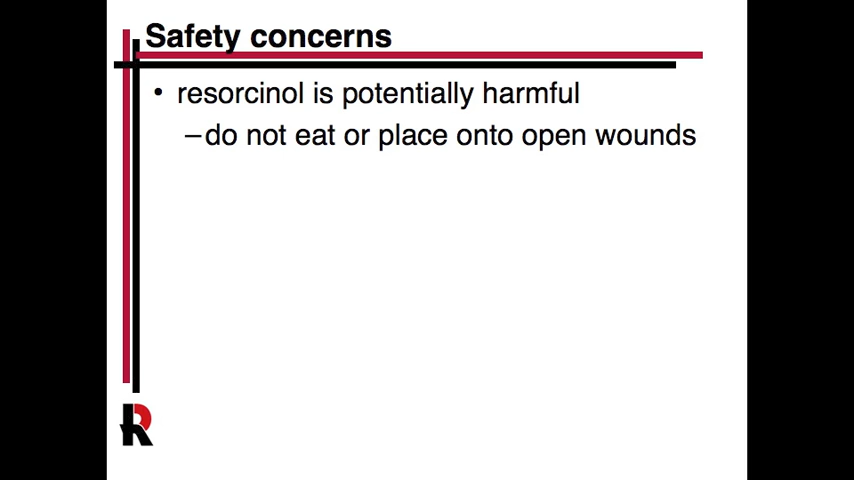 Safety concerns
• resorcinol is potentially harmful
–do not eat or place onto open wounds
R